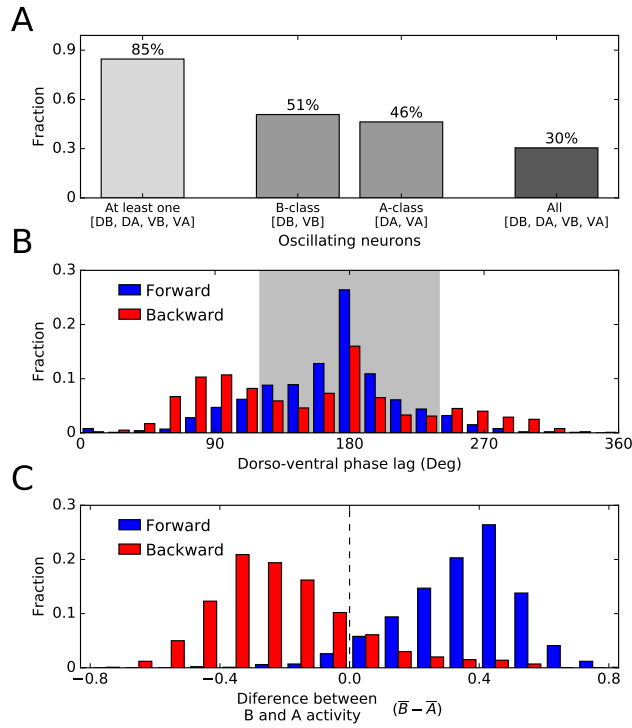 A
85%
51%
46%
30%
0.9
0.6
0.3
0
Fraction
At least one
[DB, DA, VB, VA]
B-class
[DB, VB]
A-class
[DA, VA]
All
[DB, DA, VB, VA]
Oscillating neurons
B
0.3
0.2
0.1
0
Fraction
Forward
Backward
0
90
180
270
360
Dorso-ventral phase lag (Deg)
C
0.3
0.2
0.1
0
Fraction
Forward
Backward
−0.8
−0.4
0.0
0.4
0.8
Diference between
B and A activity (B̅ − A̅)